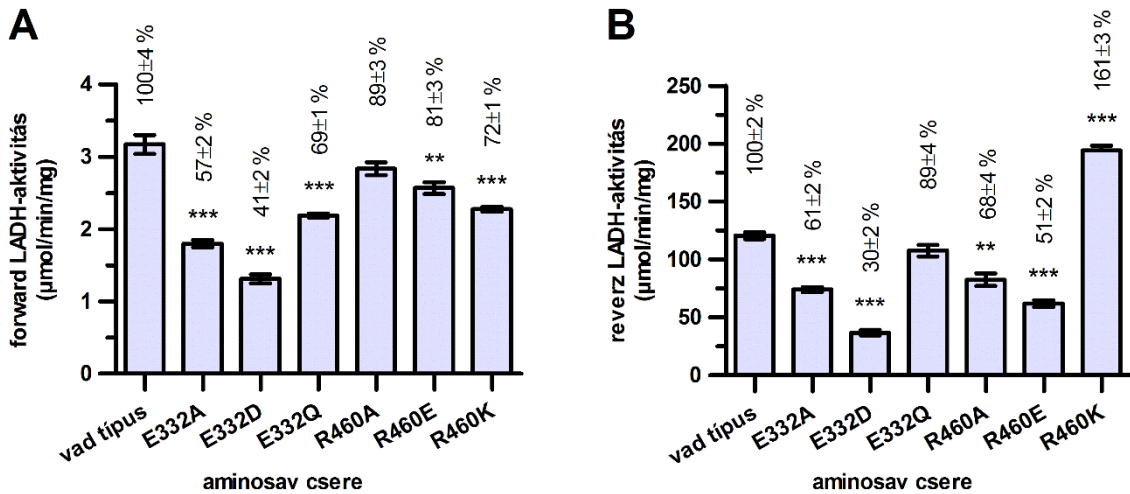 A
forward LADH-aktivitás
(µmol/min/mg)
4
3
2
1
0
100±4 %
57±2 %
***
41±2 %
***
69±1 %
***
89±3 %
81±3 %
**
72±1 %
***
vad típus
E332A
E332D
E332Q
R460A
R460E
R460K
aminosav csere
B
reverz LADH-aktivitás
(µmol/min/mg)
250
200
150
100
50
0
100±2 %
61±2 %
***
30±2 %
***
89±4 %
68±4 %
**
51±2 %
***
161±3 %
***
vad típus
E332A
E332D
E332Q
R460A
R460E
R460K
aminosav csere